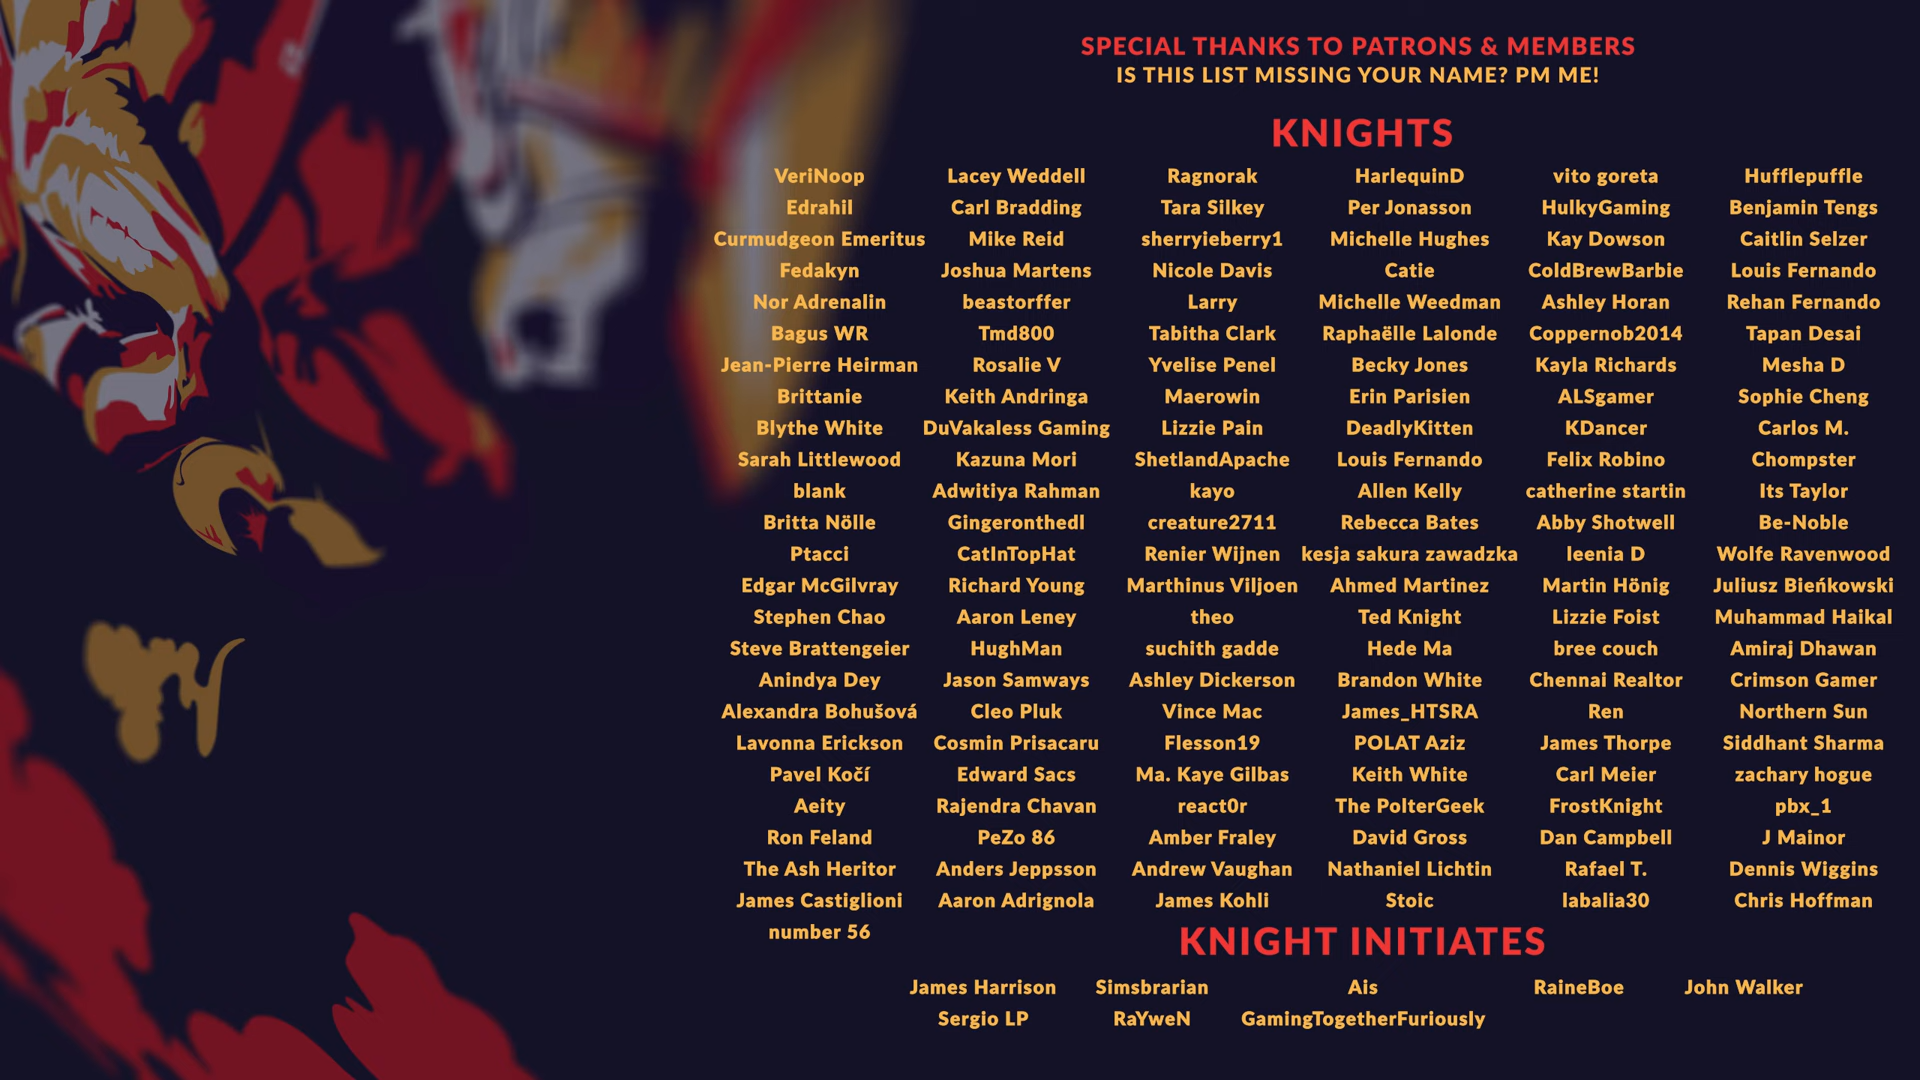 SPECIAL THANKS TO PATRONS & MEMBERS
IS THIS LIST MISSING YOUR NAME? PM ME!
KNIGHTS
VeriNoop Lacey Weddell Ragnorak HarlequinD vito goreta Hufflepuffle
Edrahil Carl Bradding Tara Silkey Per Jonasson HulkyGaming Benjamin Tengs
Curmudgeon Emeritus Mike Reid sherryieberry1 Michelle Hughes Kay Dowson Caitlin Selzer
Fedakyn Joshua Martens Nicole Davis Catie ColdBrewBarbie Louis Fernando
Nor Adrenalin beastorffer Larry Michelle Weedman Ashley Horan Rehan Fernando
Bagus WR Tmd800 Tabitha Clark Raphaëlle Lalonde Coppernob2014 Tapan Desai
Jean-Pierre Heirman Rosalie V Yvelise Penel Becky Jones Kayla Richards Mesha D
Brittanie Keith Andringa Maerowin Erin Parisien ALSgamer Sophie Cheng
Blythe White DuVakaless Gaming Lizzie Pain DeadlyKitten KDancer Carlos M.
Sarah Littlewood Kazuna Mori ShetlandApache Louis Fernando Felix Robino Chompster
blank Adwitiya Rahman kayo Allen Kelly catherine startin Its Taylor
Britta Nölle Gingeronthedl creature2711 Rebecca Bates Abby Shotwell Be-Noble
Ptacci CatInTopHat Renier Wijnen kesja sakura zawadzka leenia D Wolfe Ravenwood
Edgar McGilvray Richard Young Marthinus Viljoen Ahmed Martinez Martin Hönig Juliusz Bieńkowski
Stephen Chao Aaron Leney theo Ted Knight Lizzie Foist Muhammad Haikal
Steve Brattengeier HughMan suchith gadde Hede Ma bree couch Amiraj Dhawan
Anindya Dey Jason Samways Ashley Dickerson Brandon White Chennai Realtor Crimson Gamer
Alexandra Bohušová Cleo Pluk Vince Mac James_HTSRA Ren Northern Sun
Lavonna Erickson Cosmin Prisacaru Flesson19 POLAT Aziz James Thorpe Siddhant Sharma
Pavel Kočí Edward Sacs Ma. Kaye Gilbas Keith White Carl Meier zachary hogue
Aeity Rajendra Chavan react0r The PolterGeek FrostKnight pbx_1
Ron Feland PeZo 86 Amber Fraley David Gross Dan Campbell J Mainor
The Ash Heritor Anders Jeppsson Andrew Vaughan Nathaniel Lichtin Rafael T. Dennis Wiggins
James Castiglioni Aaron Adrignola James Kohli Stoic labalia30 Chris Hoffman
number 56
KNIGHT INITIATES
James Harrison Simsbrarian Ais RaineBoe John Walker
Sergio LP RaYweN GamingTogetherFuriously